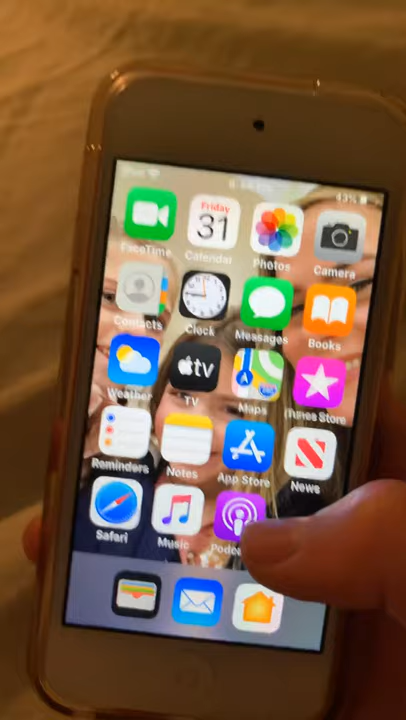 43%
FaceTime
Friday
31
Calendar
Photos
Camera
Contacts
Clock
Messages
Books
Weather
tv
TV
Maps
iTunes Store
Reminders
Notes
App Store
News
Safari
Music